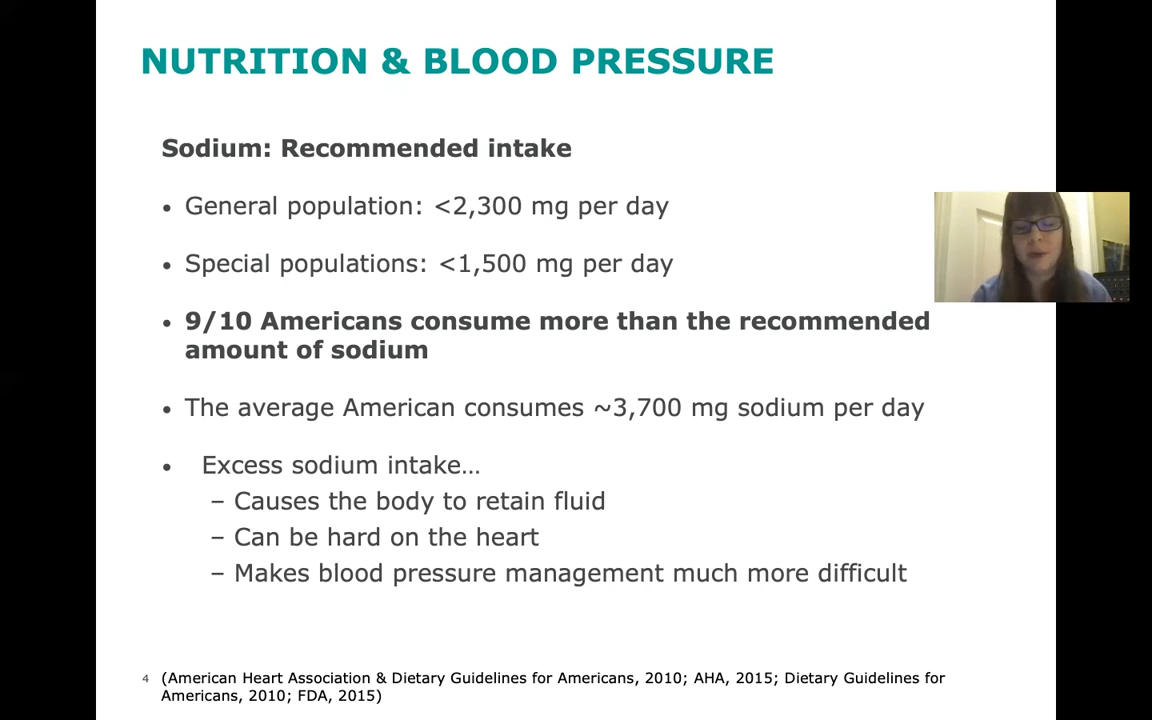 NUTRITION & BLOOD PRESSURE
Sodium: Recommended intake
• General population: <2,300 mg per day
• Special populations: <1,500 mg per day
• 9/10 Americans consume more than the recommended
amount of sodium
• The average American consumes ~3,700 mg sodium per day
• Excess sodium intake…
– Causes the body to retain fluid
– Can be hard on the heart
– Makes blood pressure management much more difficult
4 (American Heart Association & Dietary Guidelines for Americans, 2010; AHA, 2015; Dietary Guidelines for
Americans, 2010; FDA, 2015)